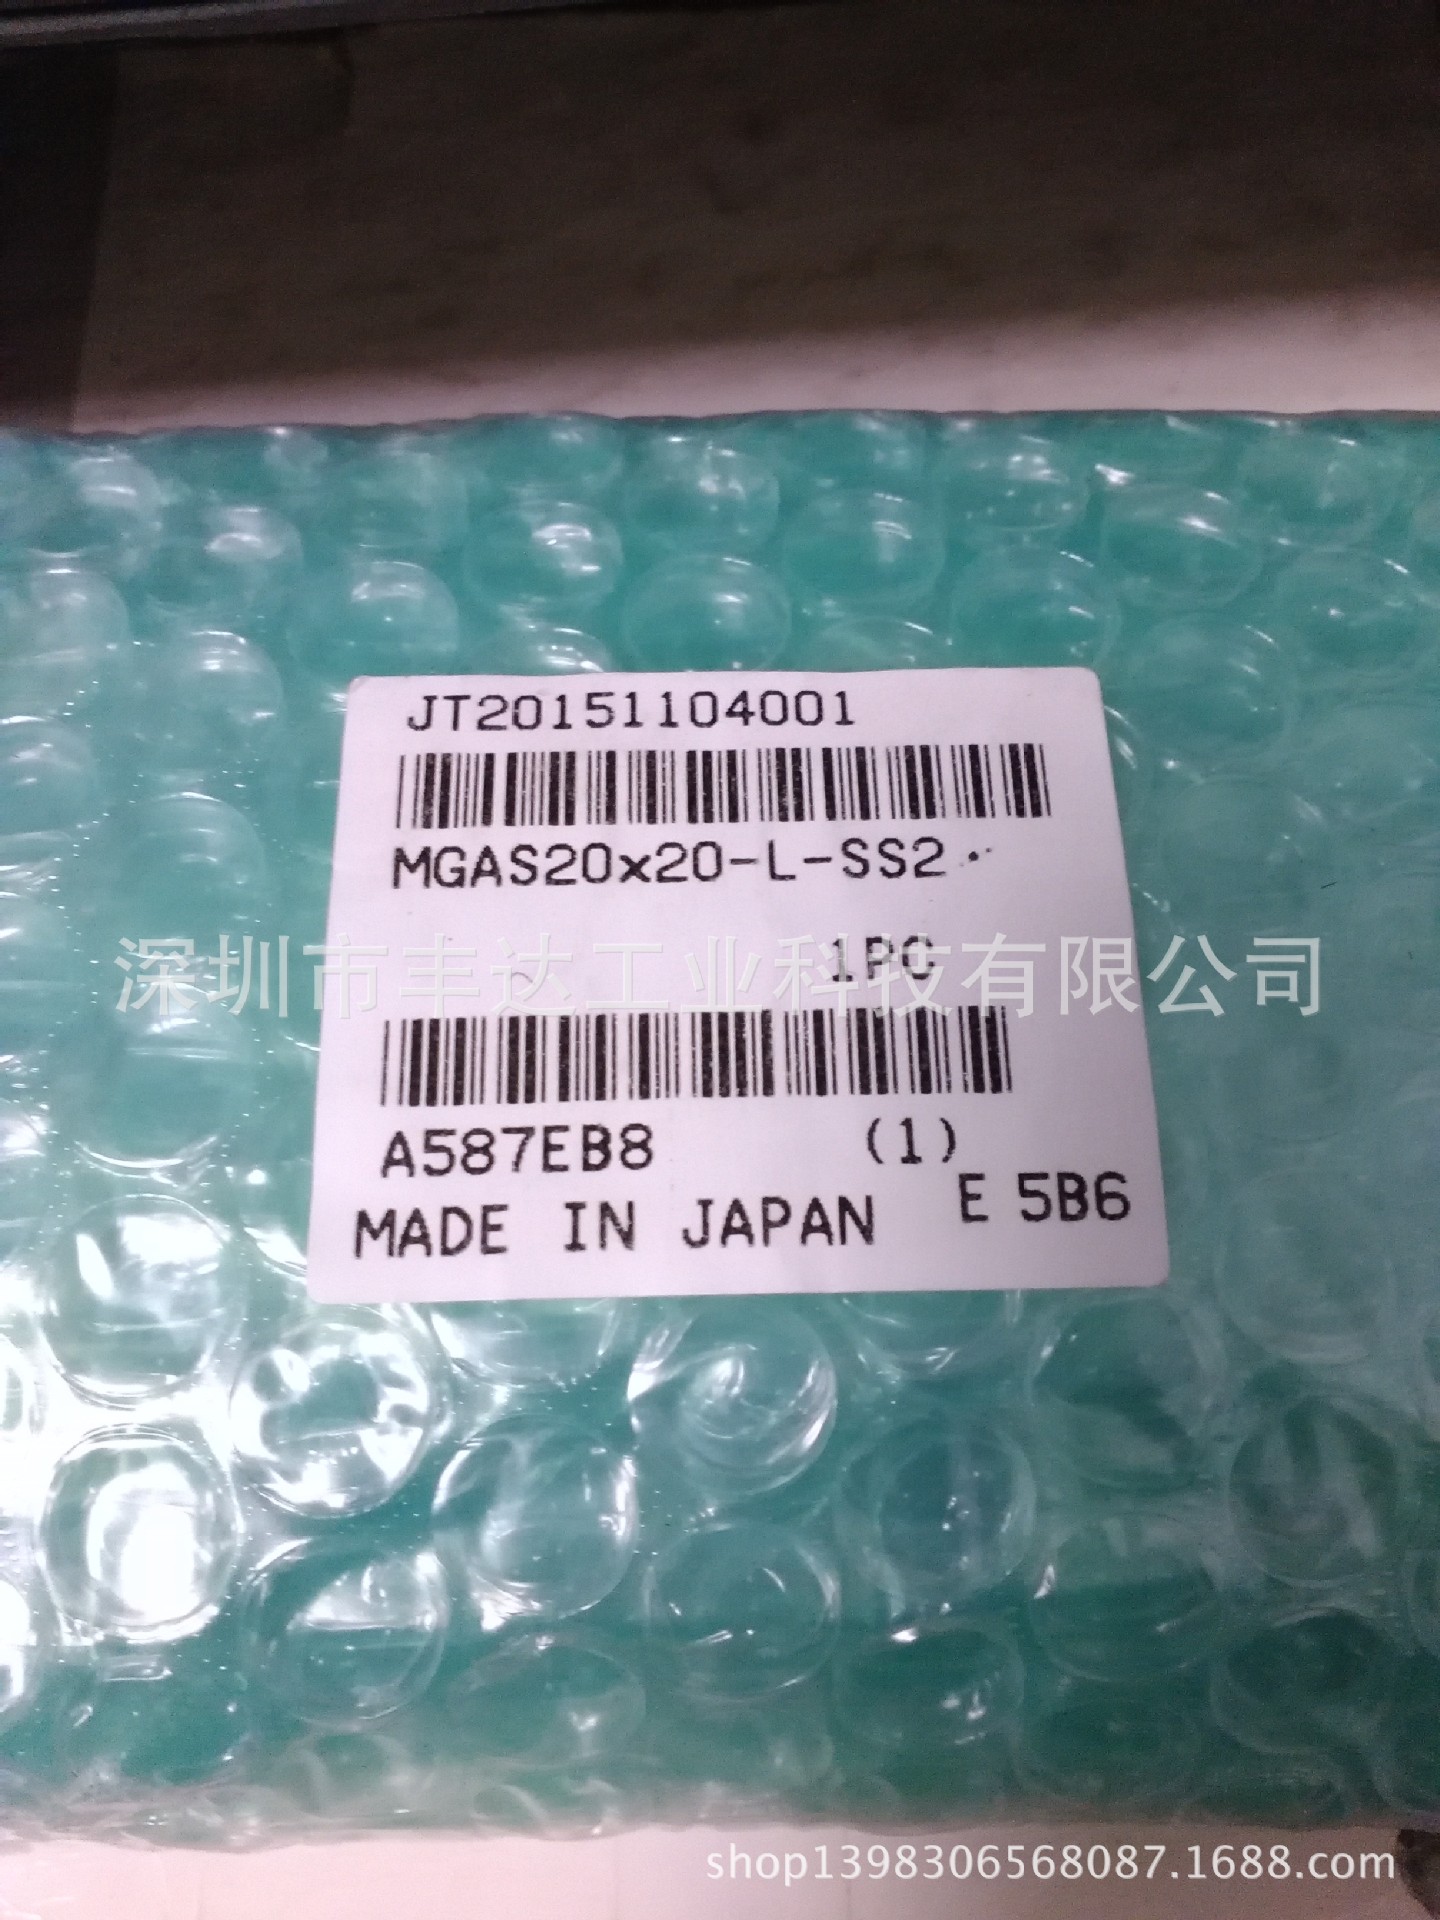 JT20151104001
MGAS20x20-L-SS2
1PC
深圳市丰达工业科技有限公司
A587EB8 (1)
MADE IN JAPAN E 5B6
shop1398306568087.1688.com